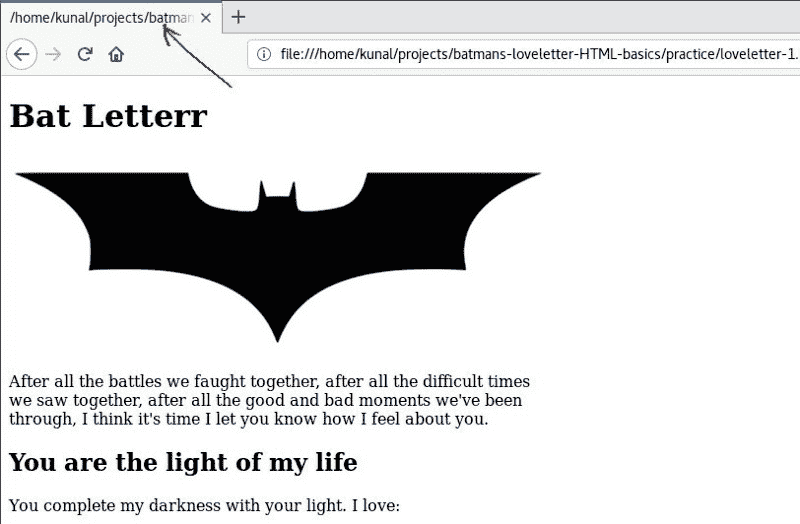 /home/kunal/projects/batman
file:///home/kunal/projects/batmans-loveletter-HTML-basics/practice/loveletter-1.
Bat Letterr
After all the battles we faught together, after all the difficult times
we saw together, after all the good and bad moments we've been
through, I think it's time I let you know how I feel about you.
You are the light of my life
You complete my darkness with your light. I love: